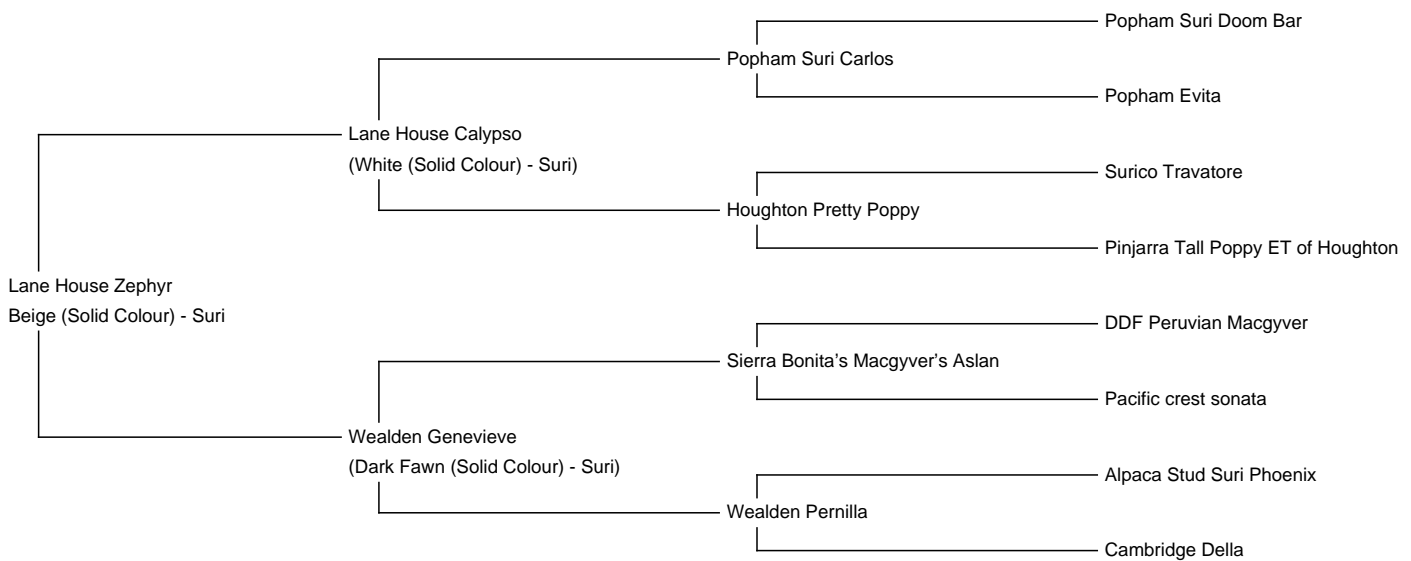 Popham Suri Doom Bar
Popham Suri Carlos
Popham Evita
Lane House Calypso
(White (Solid Colour) - Suri)
Surico Travatore
Houghton Pretty Poppy
Pinjarra Tall Poppy ET of Houghton
Lane House Zephyr
Beige (Solid Colour) - Suri
DDF Peruvian Macgyver
Sierra Bonita’s Macgyver’s Aslan
Pacific crest sonata
Wealden Genevieve
(Dark Fawn (Solid Colour) - Suri)
Alpaca Stud Suri Phoenix
Wealden Pernilla
Cambridge Della